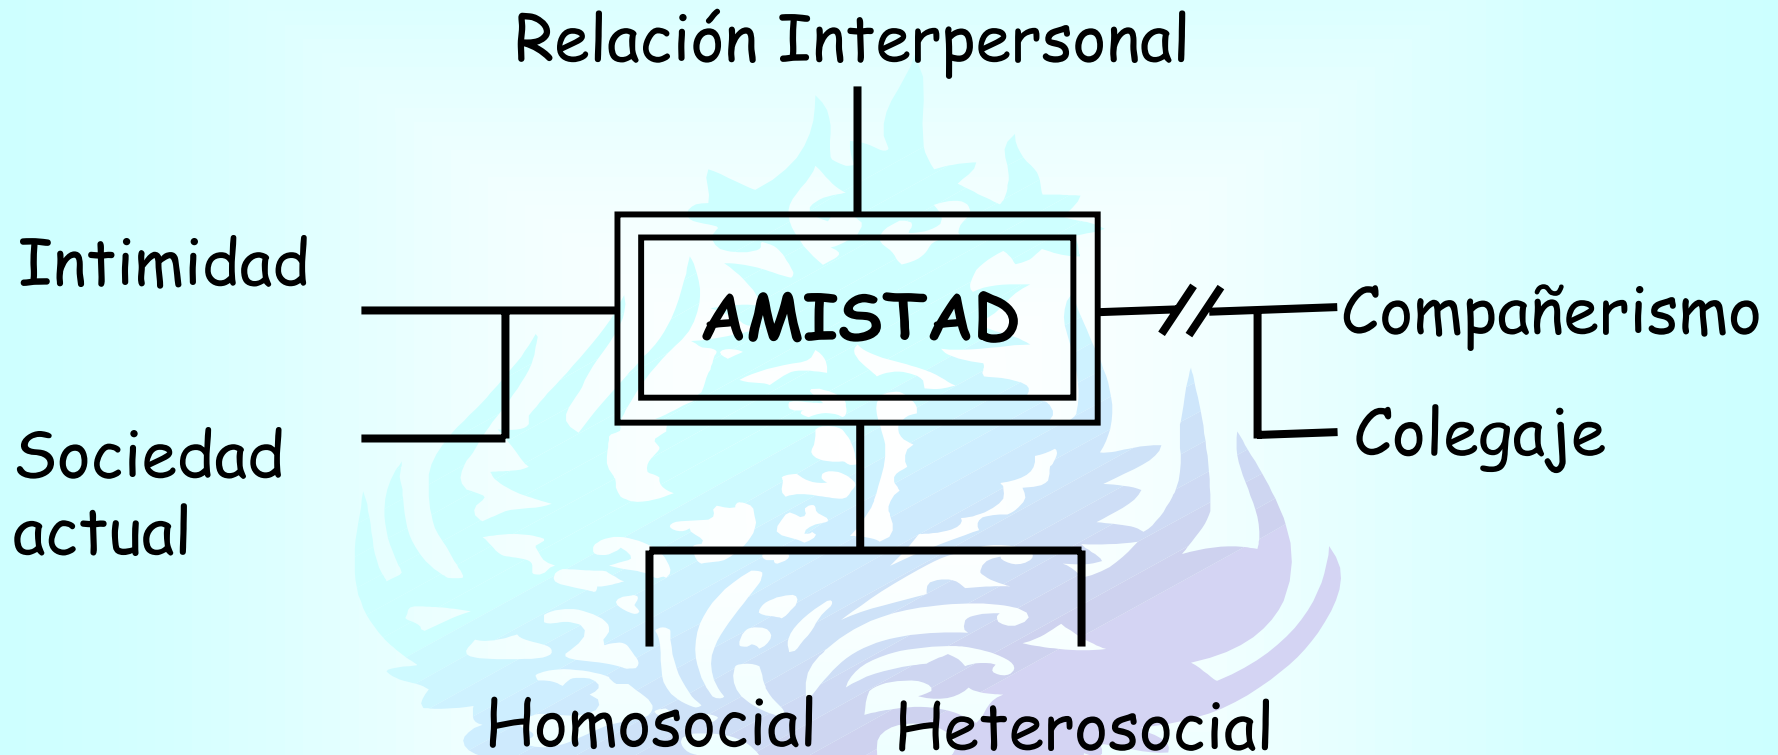 Relación Interpersonal
Intimidad
AMISTAD
Compañerismo
Colegaje
Sociedad
actual
Homosocial
Heterosocial